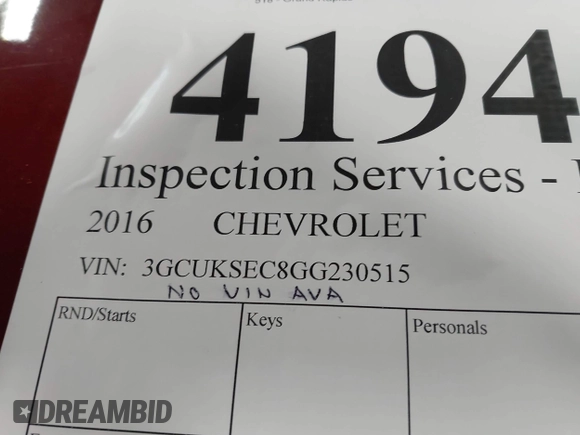 4194
Inspection Services -
2016 CHEVROLET
VIN: 3GCUKSEC8GG230515
NO VIN AVA
RND/Starts Keys Personals
DREAMBID